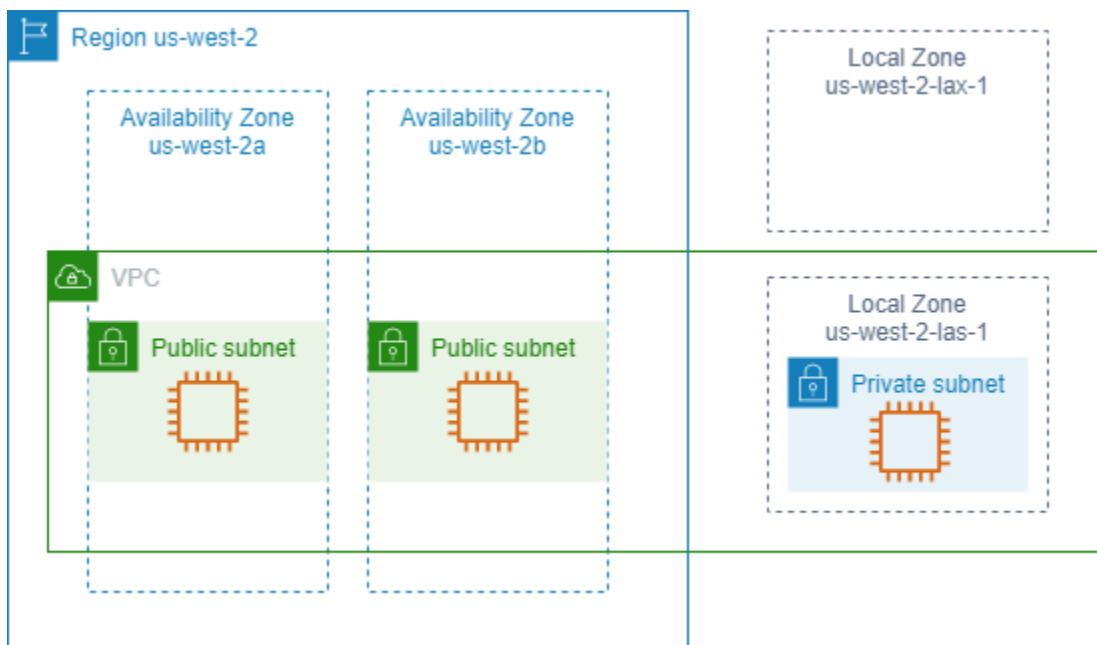 Region us-west-2
Local Zone
us-west-2-lax-1
Availability Zone
us-west-2a
Availability Zone
us-west-2b
VPC
Local Zone
us-west-2-las-1
Public subnet
Public subnet
Private subnet